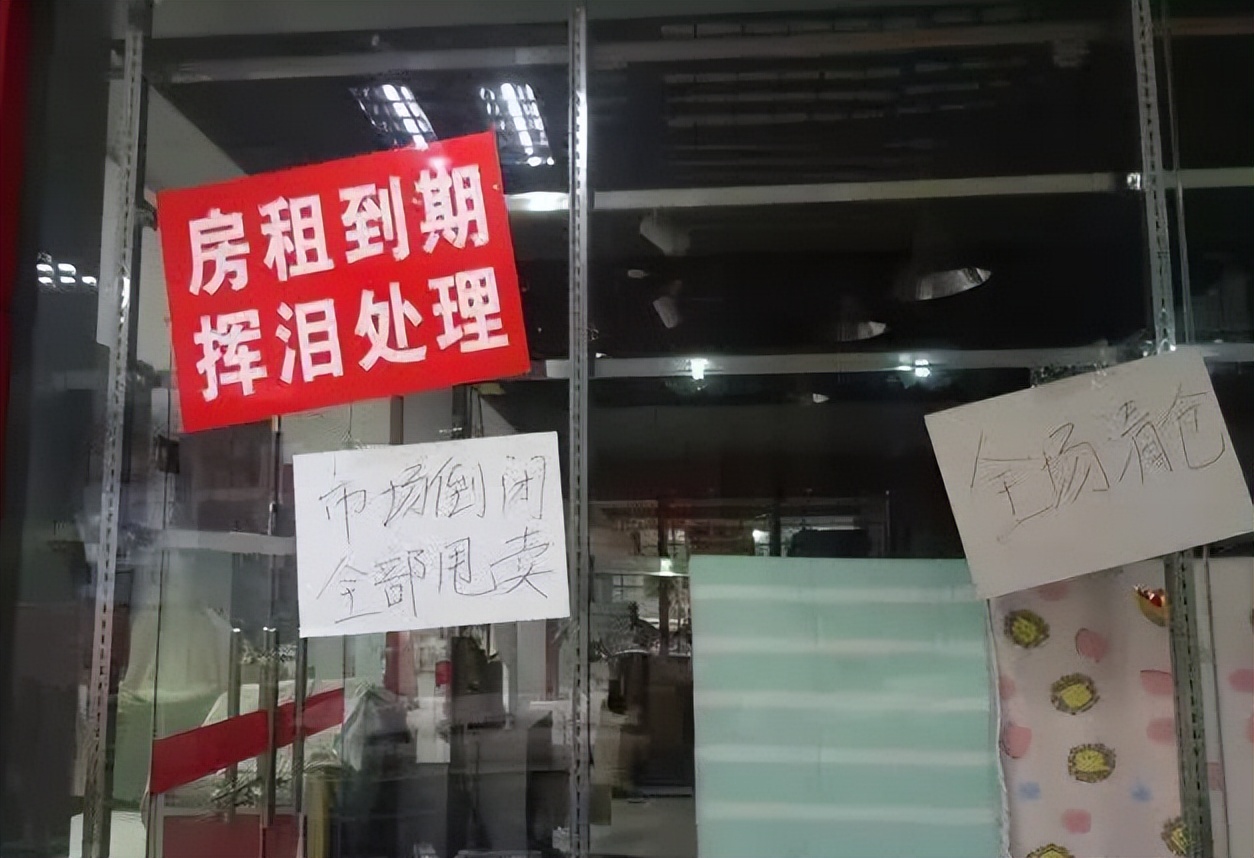 房租到期
挥泪处理
市场倒闭
全部甩卖
全场清仓